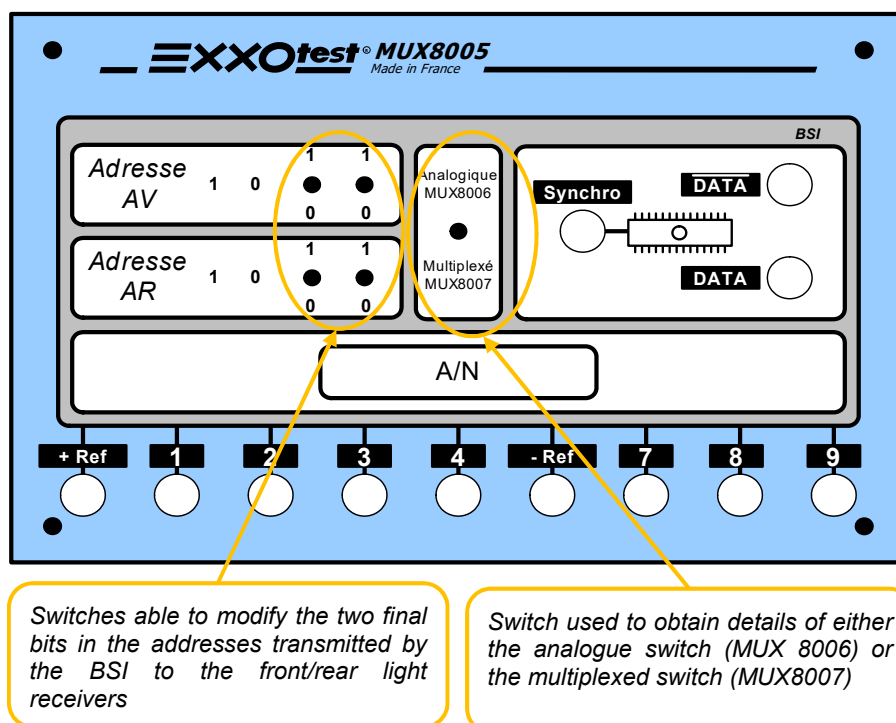 EXXOtest® MUX8005
Made in France
BSI
Adresse
AV
1 0
1 1
0 0
Adresse
AR
1 0
1 1
0 0
Analogique
MUX8006
Multiplexé
MUX8007
Synchro
DATA
DATA
A/N
+ Ref 1 2 3 4 - Ref 7 8 9
Switches able to modify the two final
bits in the addresses transmitted by
the BSI to the front/rear light
receivers
Switch used to obtain details of either
the analogue switch (MUX 8006) or
the multiplexed switch (MUX8007)